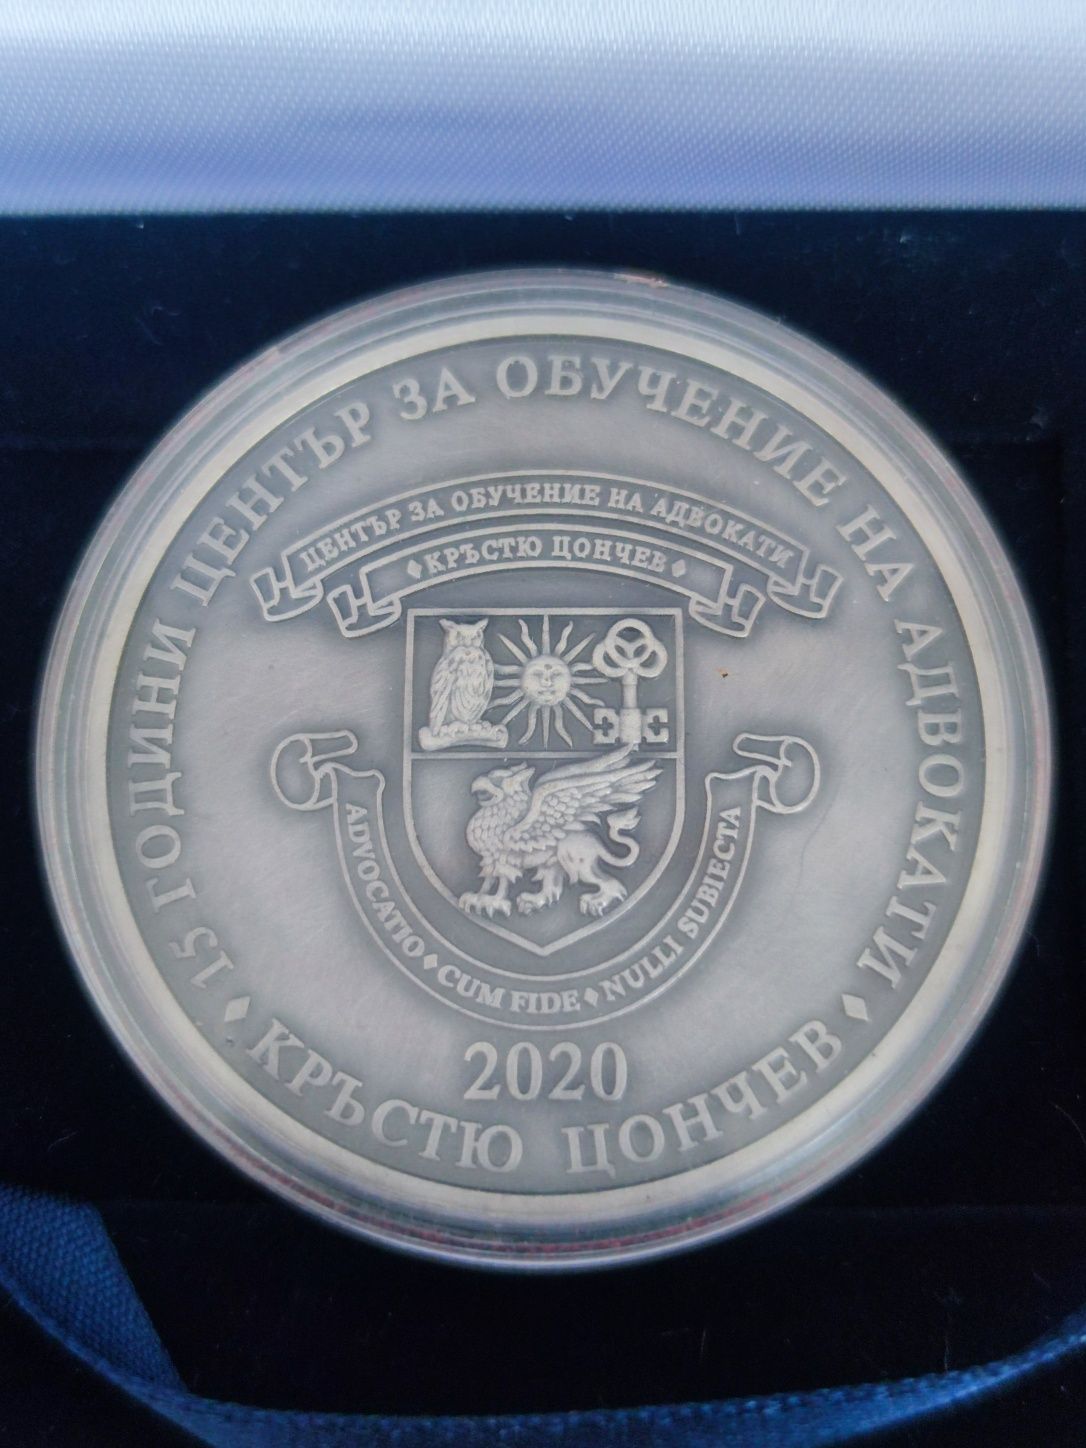 15 ГОДИНИ ЦЕНТЪР ЗА ОБУЧЕНИЕ НА АДВОКАТИ
♦ КРЪСТЮ ЦОНЧЕВ ♦
ЦЕНТЪР ЗА ОБУЧЕНИЕ НА АДВОКАТИ
♦ КРЪСТЮ ЦОНЧЕВ ♦
ADVOCATIO ♦ CUM FIDE ♦ NULLI SUBIECTA
2020